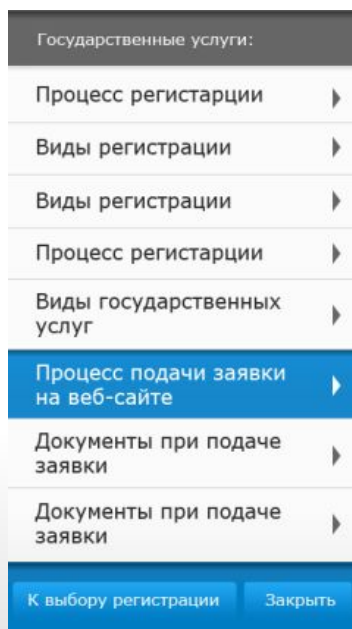 Государственные услуги:
Процесс регистарции
Виды регистрации
Виды регистрации
Процесс регистарции
Виды государственных
услуг
Процесс подачи заявки
на веб-сайте
Документы при подаче
заявки
Документы при подаче
заявки
К выбору регистрации Закрыть